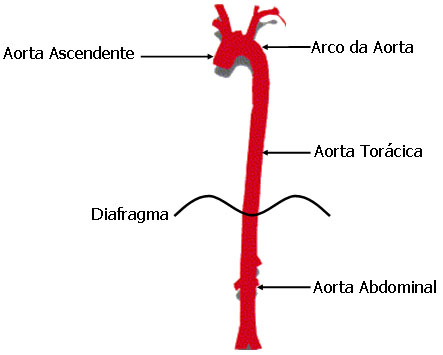 Aorta Ascendente
Arco da Aorta
Aorta Torácica
Diafragma
Aorta Abdominal